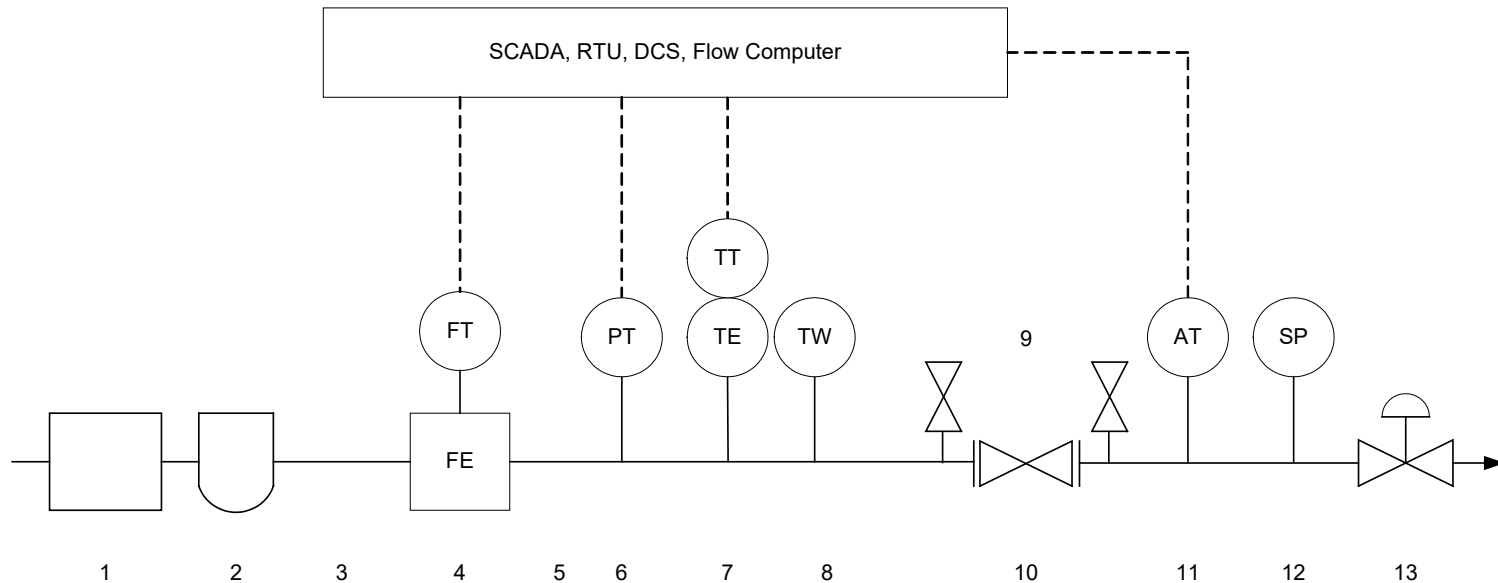 SCADA, RTU, DCS, Flow Computer
TT
FT
PT
TE
TW
9
AT
SP
FE
1 2 3 4 5 6 7 8 10 11 12 13